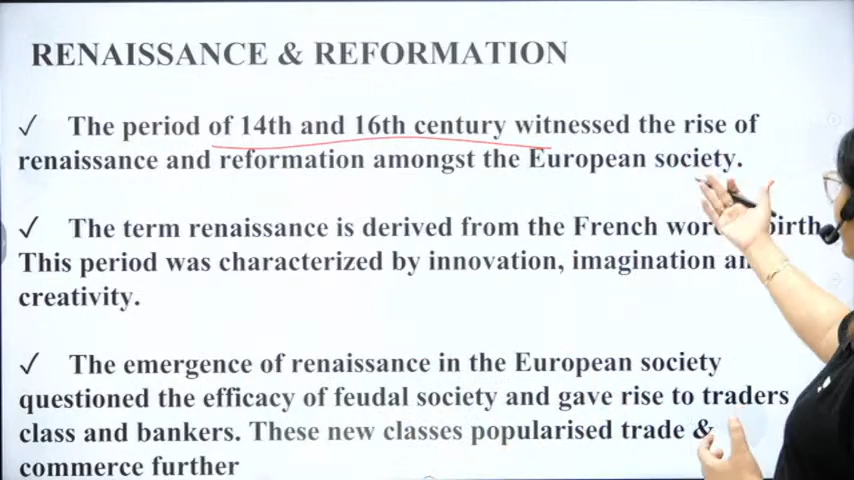 RENAISSANCE & REFORMATION
✓ The period of 14th and 16th century witnessed the rise of
renaissance and reformation amongst the European society.
✓ The term renaissance is derived from the French word birth.
This period was characterized by innovation, imagination an
creativity.
✓ The emergence of renaissance in the European society
questioned the efficacy of feudal society and gave rise to traders
class and bankers. These new classes popularised trade &
commerce further